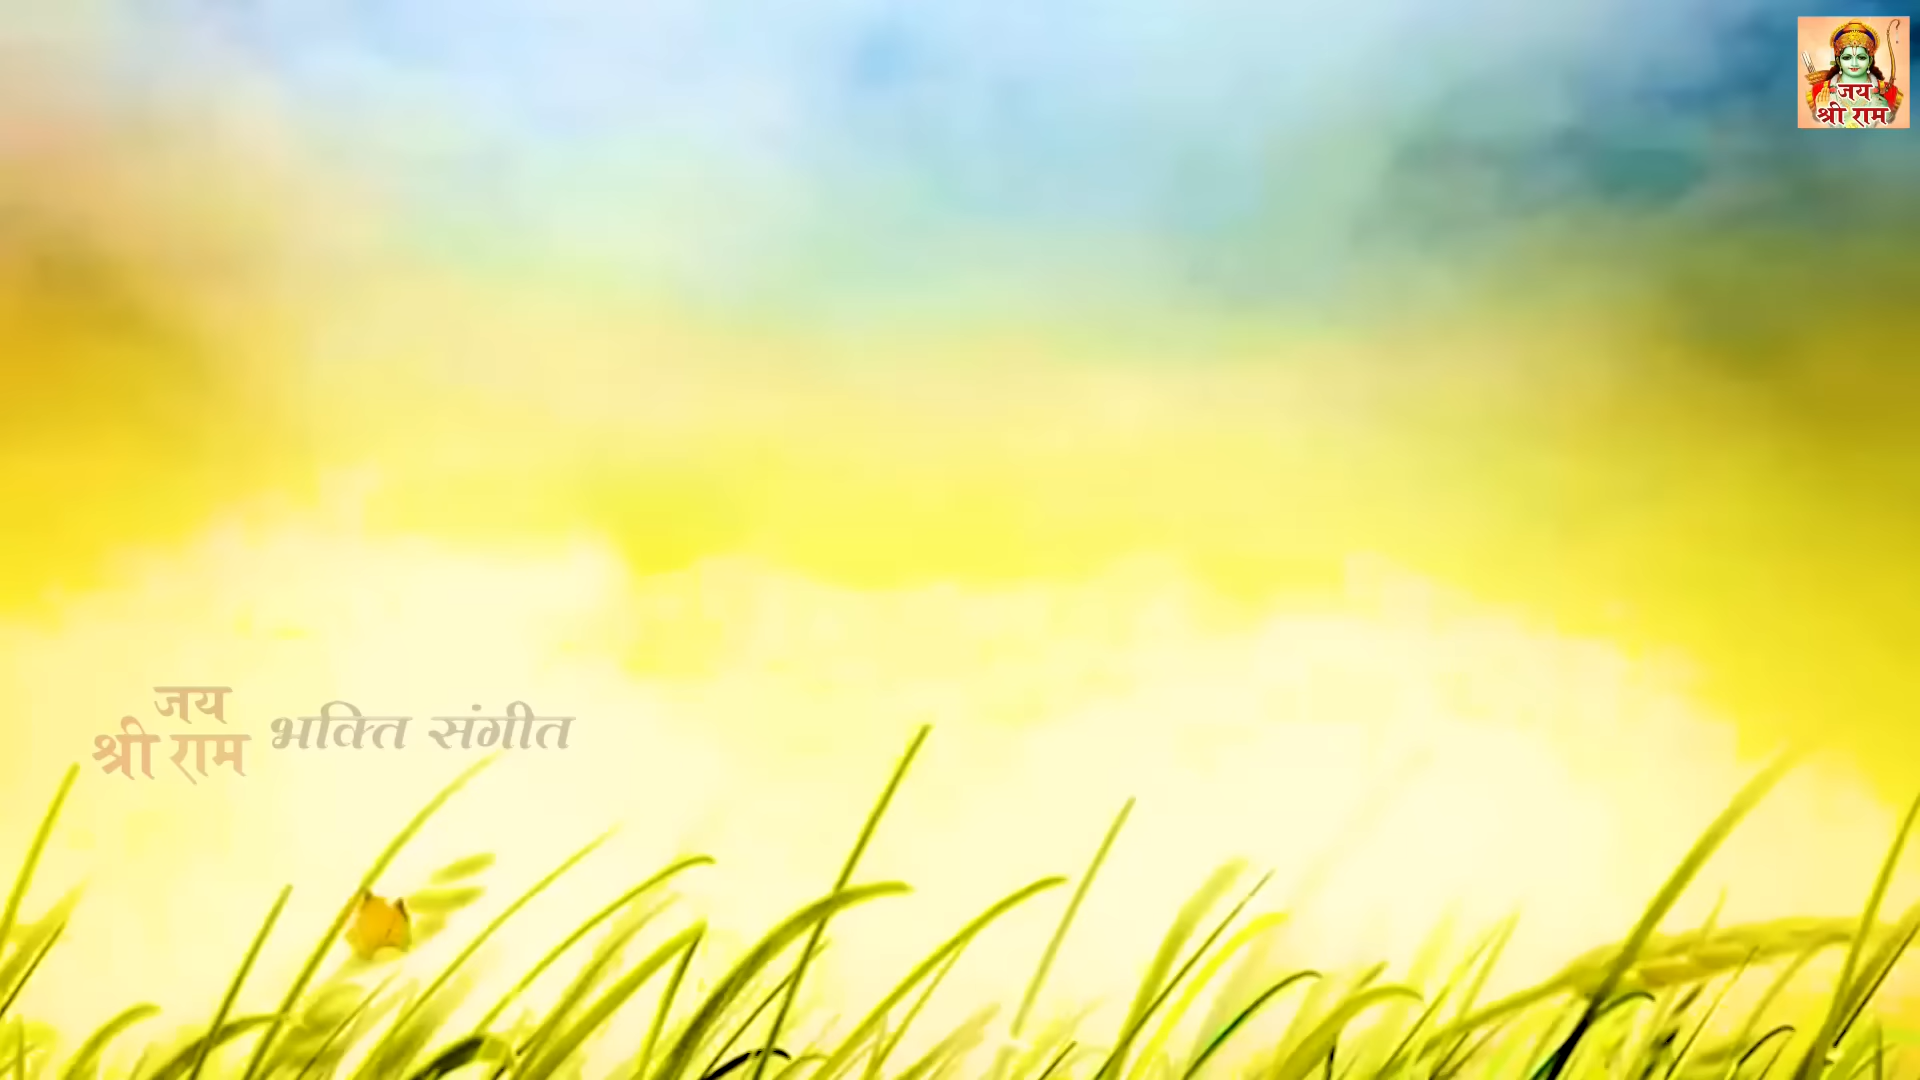 जय
श्री राम
जय
श्री राम
भक्ति संगीत